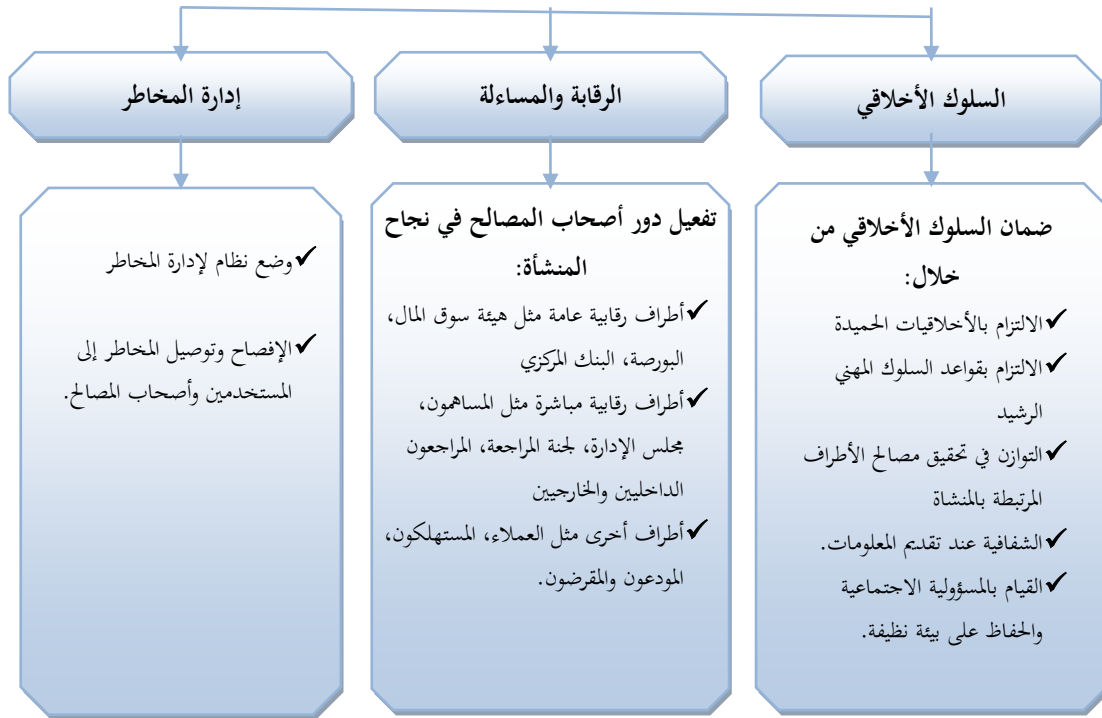 السلوك الأخلاقي
الرقابة والمساءلة
إدارة المخاطر
ضمان السلوك الأخلاقي من
خلال:
✓الالتزام بالأخلاقيات الحميدة
✓الالتزام بقواعد السلوك المهني
الرشيد
✓التوازن في تحقيق مصالح الأطراف
المرتبطة بالمنشاة
✓الشفافية عند تقديم المعلومات.
✓القيام بالمسؤولية الاجتماعية
والحفاظ على بيئة نظيفة.
تفعيل دور أصحاب المصالح في نجاح
المنشأة:
✓أطراف رقابية عامة مثل هيئة سوق المال،
البورصة، البنك المركزي
✓أطراف رقابية مباشرة مثل المساهمون،
مجلس الإدارة، لجنة المراجعة، المراجعون
الداخليين والخارجيين
✓أطراف أخرى مثل العملاء، المستهلكون،
المودعون والمقرضون.
✓وضع نظام لإدارة المخاطر
✓الإفصاح وتوصيل المخاطر إلى
المستخدمين وأصحاب المصالح.